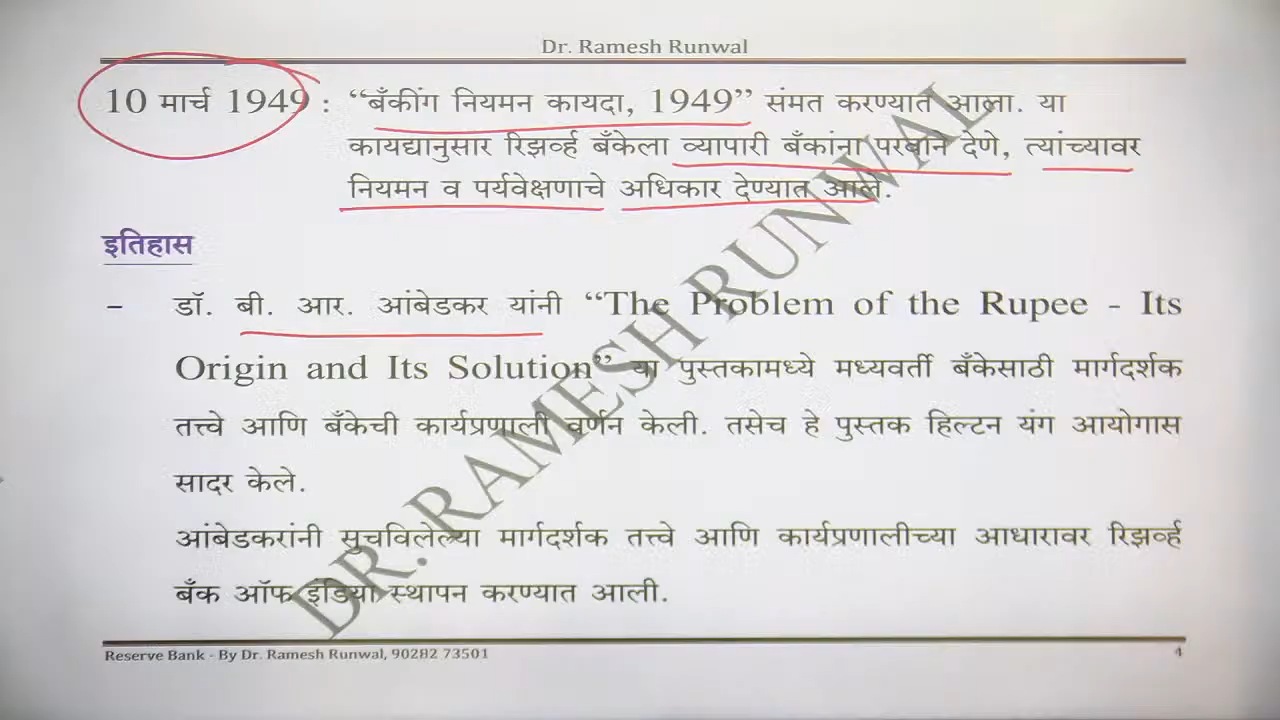 Dr. Ramesh Runwal
10 मार्च 1949 : “बँकींग नियमन कायदा, 1949” संमत करण्यात आला. या
कायद्यानुसार रिझर्व्ह बँकेला व्यापारी बँकांना परवाने देणे, त्यांच्यावर
नियमन व पर्यवेक्षणाचे अधिकार देण्यात आले.
इतिहास
– डॉ. बी. आर. आंबेडकर यांनी “The Problem of the Rupee - Its
Origin and Its Solution” या पुस्तकामध्ये मध्यवर्ती बँकेसाठी मार्गदर्शक
तत्त्वे आणि बँकेची कार्यप्रणाली वर्णन केली. तसेच हे पुस्तक हिल्टन यंग आयोगास
सादर केले.
आंबेडकरांनी सुचविलेल्या मार्गदर्शक तत्त्वे आणि कार्यप्रणालीच्या आधारावर रिझर्व्ह
बँक ऑफ इंडिया स्थापन करण्यात आली.
DR. RAMESH RUNWAL
Reserve Bank - By Dr. Ramesh Runwal, 90282 73501
4